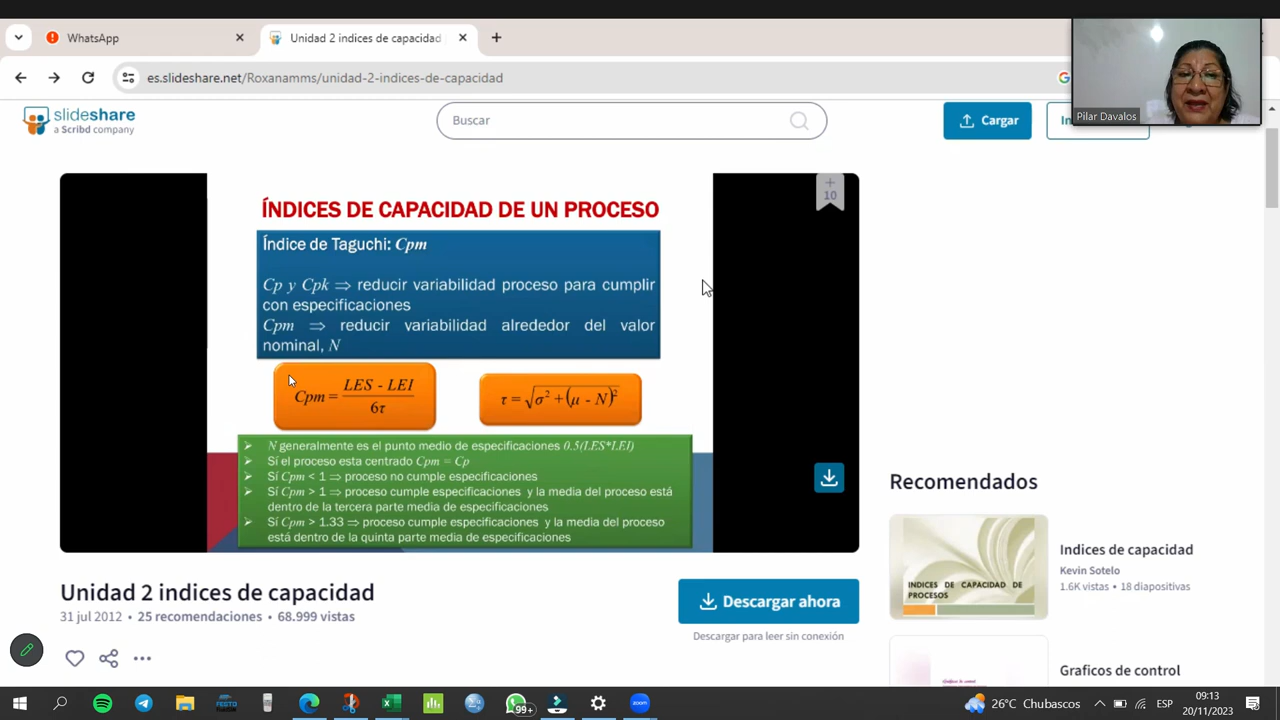 WhatsApp
Unidad 2 indices de capacidad
es.slideshare.net/Roxanamms/unidad-2-indices-de-capacidad
Pilar Davalos
slideshare
a Scribd company
Buscar
Cargar
10
ÍNDICES DE CAPACIDAD DE UN PROCESO
Índice de Taguchi: Cpm
Cp y Cpk ⇒ reducir variabilidad proceso para cumplir
con especificaciones
Cpm ⇒ reducir variabilidad alrededor del valor
nominal, N
Cpm = (LES - LEI) / 6τ
τ = √(σ² + (μ - N)²)
N generalmente es el punto medio de especificaciones 0.5(LES*LEI)
Sí el proceso esta centrado Cpm = Cp
Sí Cpm < 1 ⇒ proceso no cumple especificaciones
Sí Cpm > 1 ⇒ proceso cumple especificaciones y la media del proceso está
dentro de la tercera parte media de especificaciones
Sí Cpm > 1.33 ⇒ proceso cumple especificaciones y la media del proceso
está dentro de la quinta parte media de especificaciones
Unidad 2 indices de capacidad
31 jul 2012 • 25 recomendaciones • 68.999 vistas
Descargar ahora
Descargar para leer sin conexión
Recomendados
INDICES DE CAPACIDAD DE
PROCESOS
Indices de capacidad
Kevin Sotelo
1.6K vistas • 18 diapositivas
Graficos de control
FESTO
99+
zoom
26°C Chubascos
ESP
09:13
20/11/2023